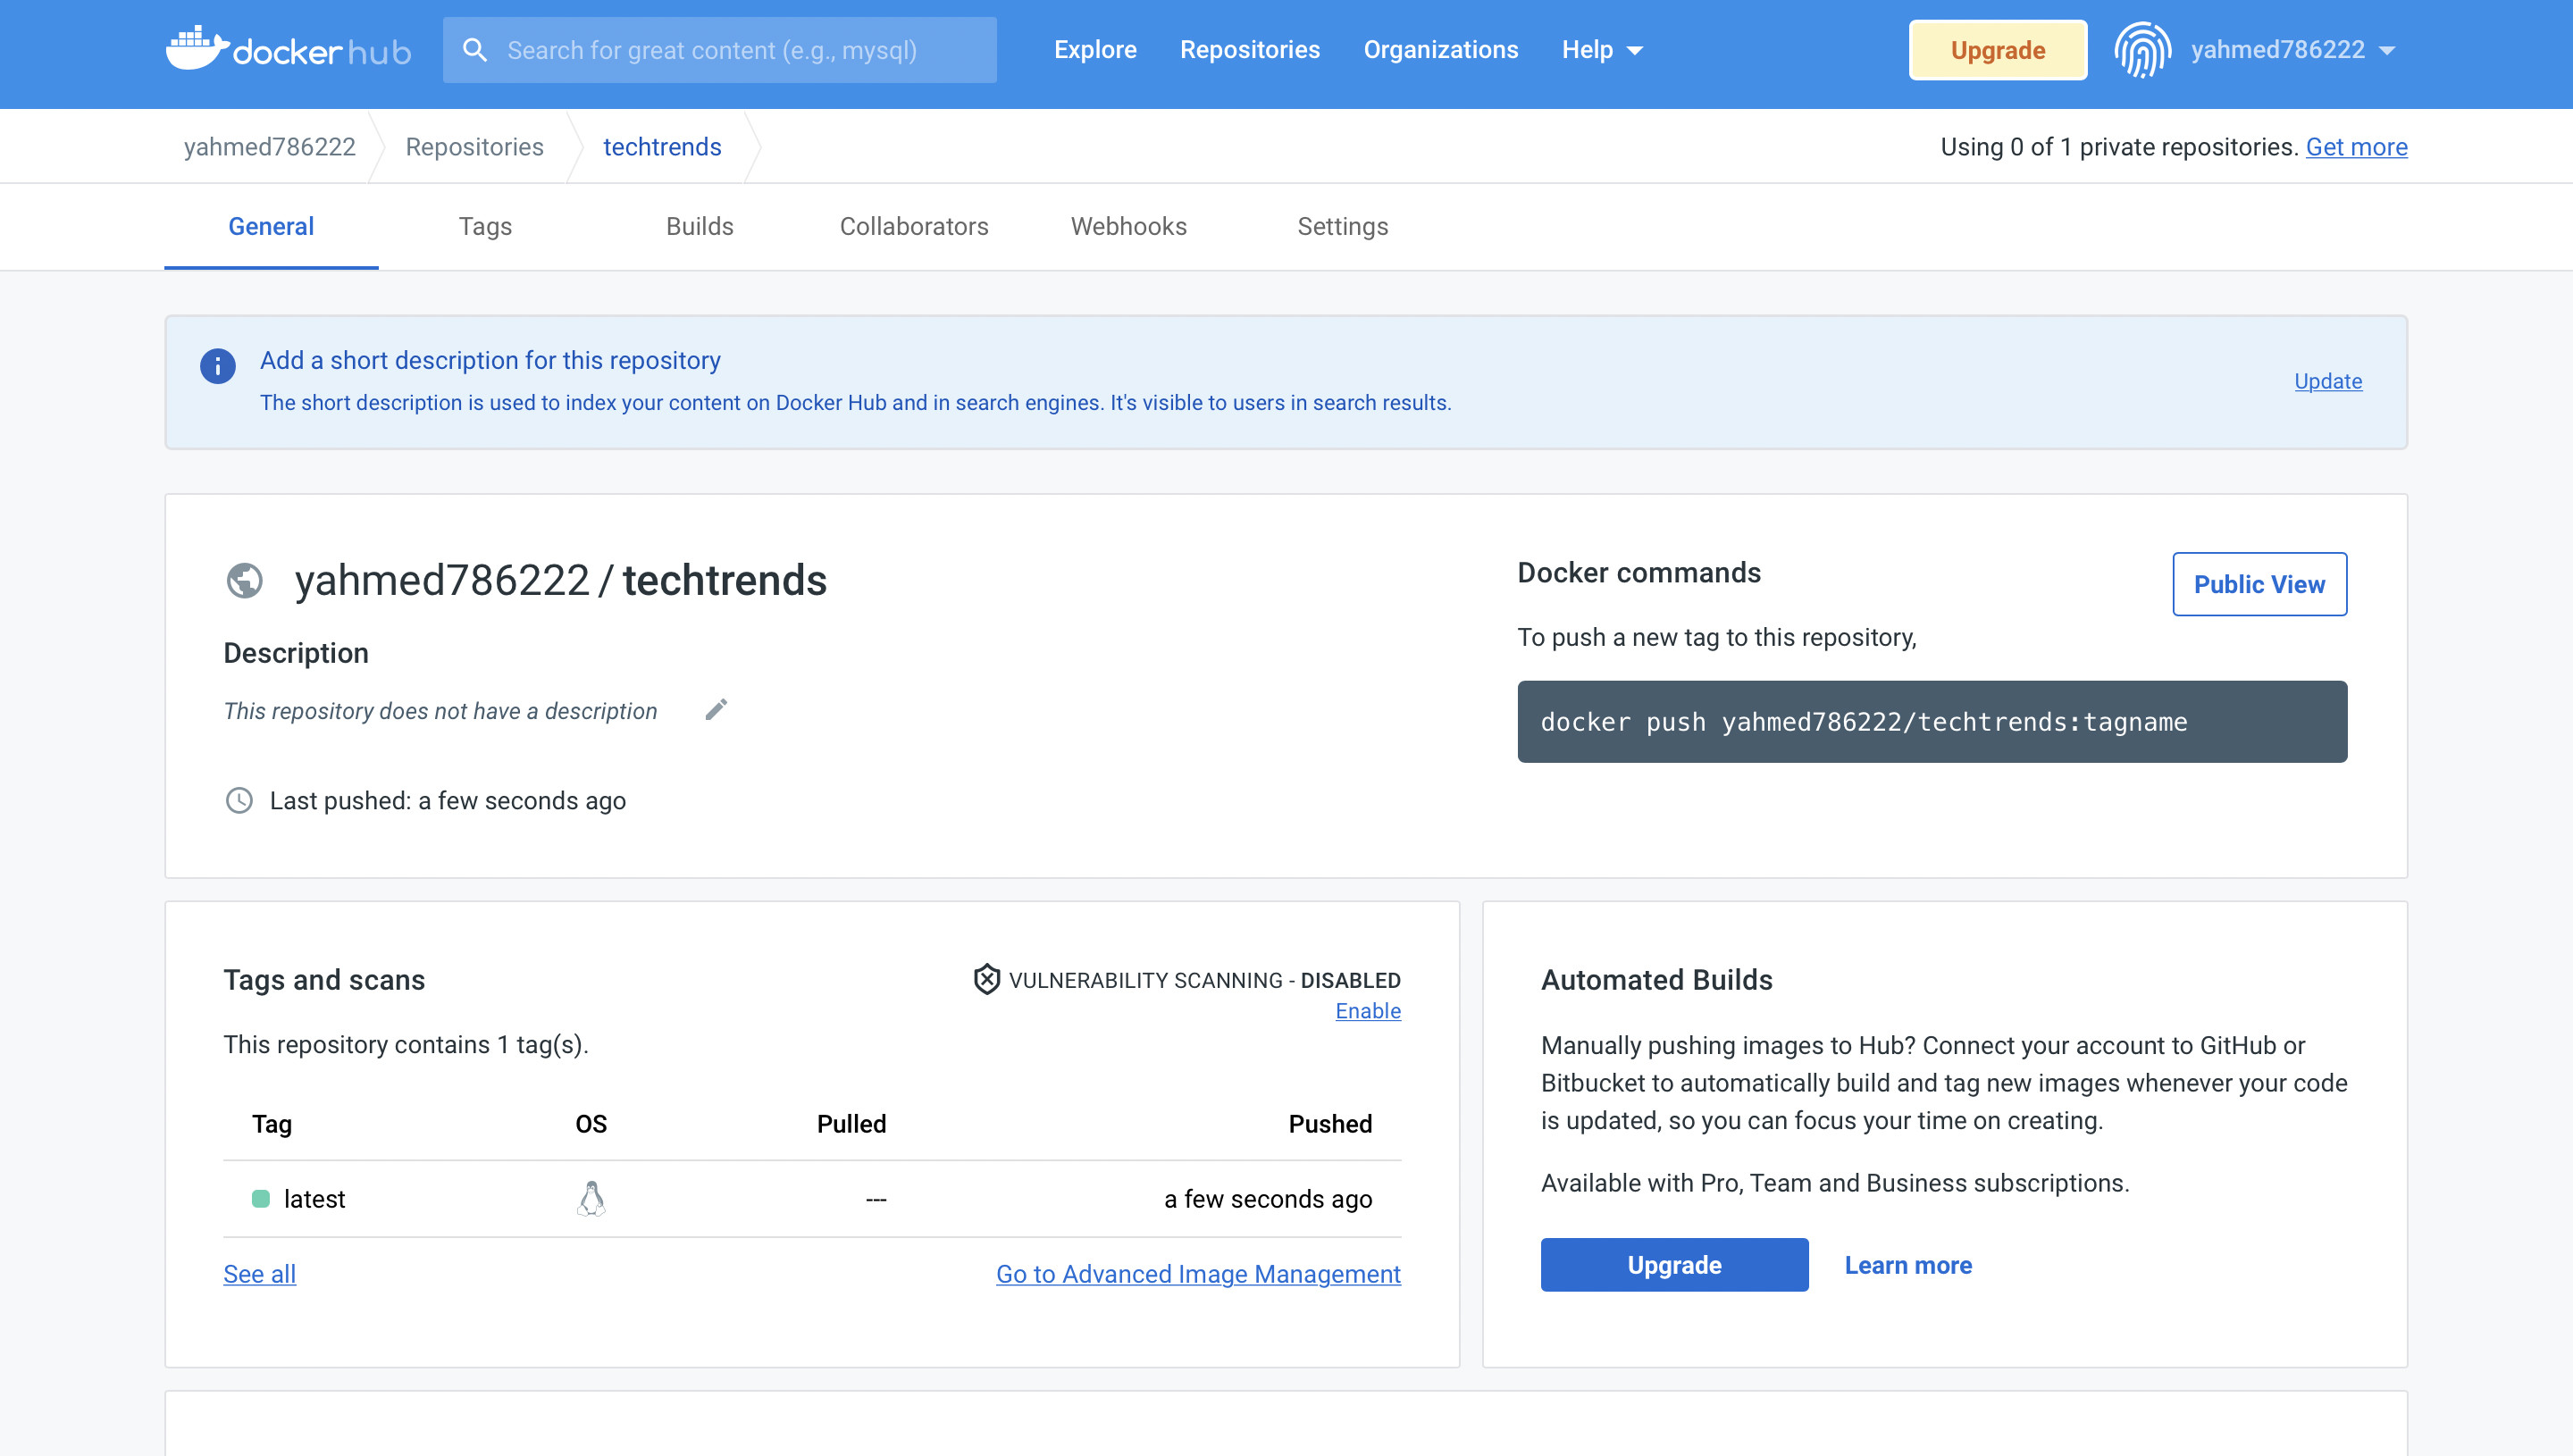 docker hub
Search for great content (e.g., mysql)
Explore
Repositories
Organizations
Help
Upgrade
yahmed786222
yahmed786222
Repositories
techtrends
Using 0 of 1 private repositories. Get more
General
Tags
Builds
Collaborators
Webhooks
Settings
Add a short description for this repository
The short description is used to index your content on Docker Hub and in search engines. It's visible to users in search results.
Update
yahmed786222 / techtrends
Description
This repository does not have a description
Last pushed: a few seconds ago
Docker commands
Public View
To push a new tag to this repository,
docker push yahmed786222/techtrends:tagname
Tags and scans
VULNERABILITY SCANNING - DISABLED
Enable
This repository contains 1 tag(s).
Tag OS Pulled Pushed
latest --- a few seconds ago
See all
Go to Advanced Image Management
Automated Builds
Manually pushing images to Hub? Connect your account to GitHub or
Bitbucket to automatically build and tag new images whenever your code
is updated, so you can focus your time on creating.
Available with Pro, Team and Business subscriptions.
Upgrade
Learn more